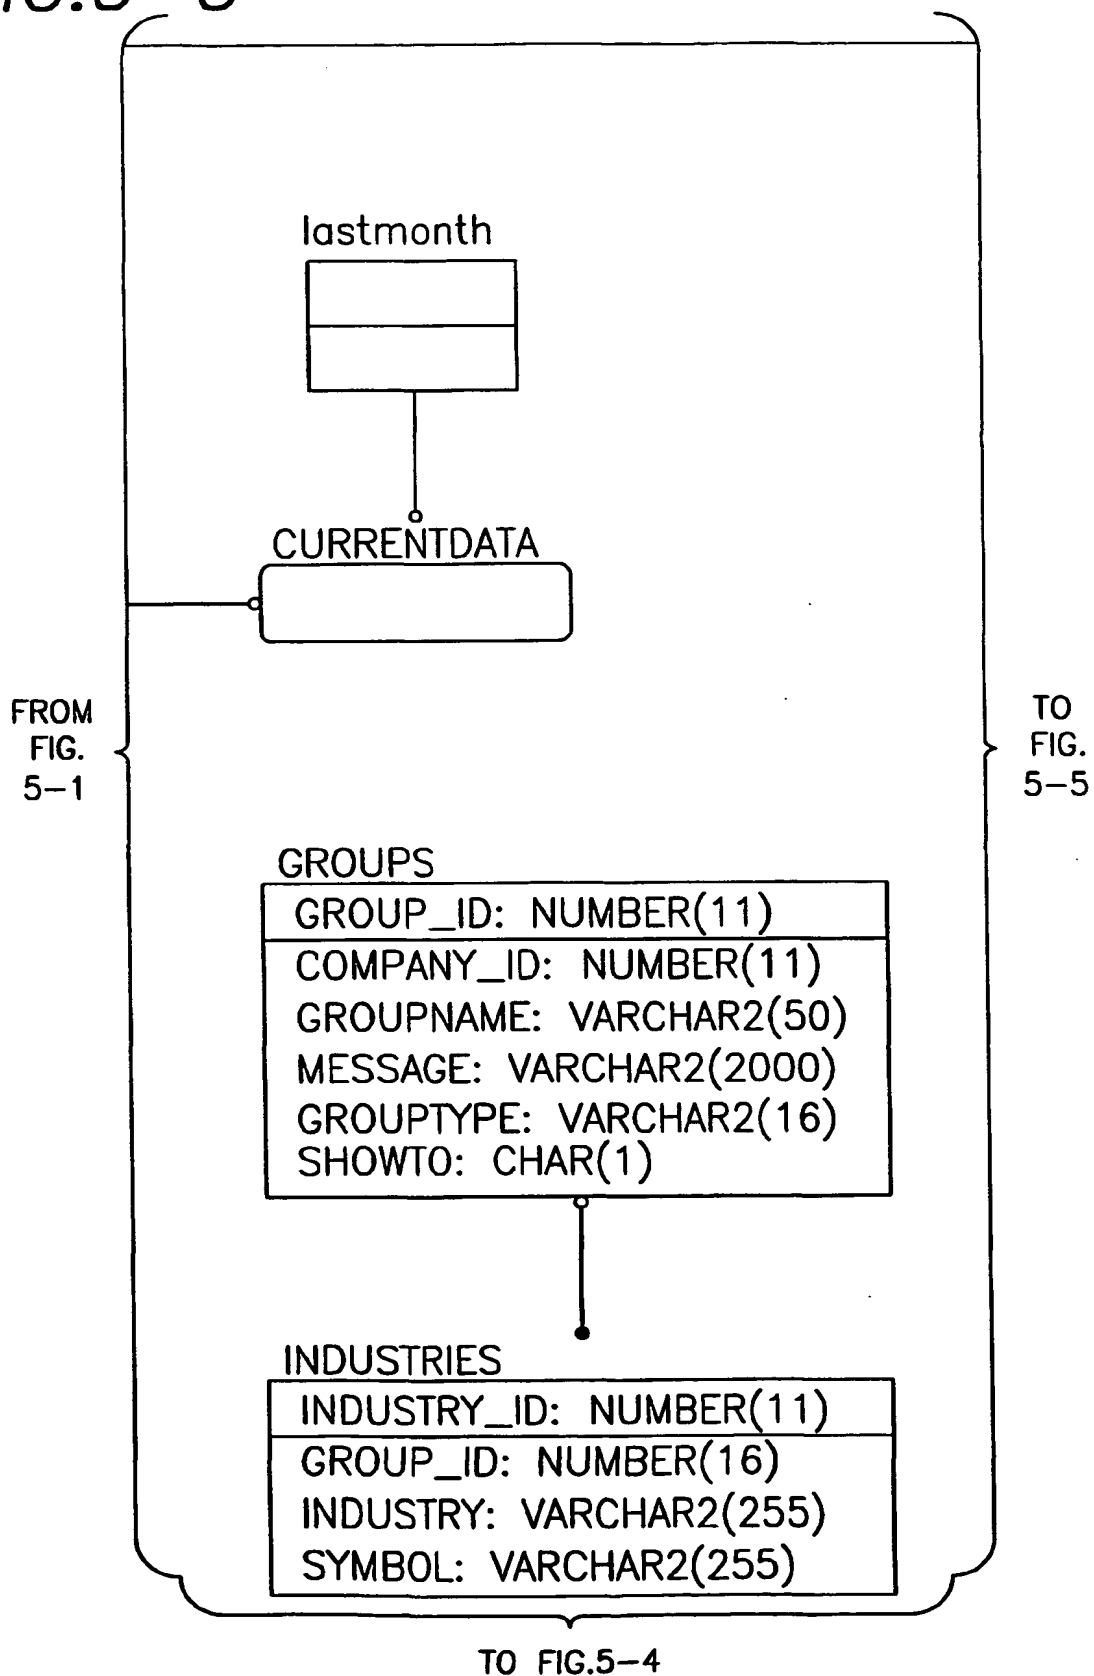 lastmonth
CURRENTDATA
FROM
FIG.
5-1
TO
FIG.
5-5
GROUPS
GROUP_ID: NUMBER(11)
COMPANY_ID: NUMBER(11)
GROUPNAME: VARCHAR2(50)
MESSAGE: VARCHAR2(2000)
GROUPTYPE: VARCHAR2(16)
SHOWTO: CHAR(1)
INDUSTRIES
INDUSTRY_ID: NUMBER(11)
GROUP_ID: NUMBER(16)
INDUSTRY: VARCHAR2(255)
SYMBOL: VARCHAR2(255)
TO FIG.5-4